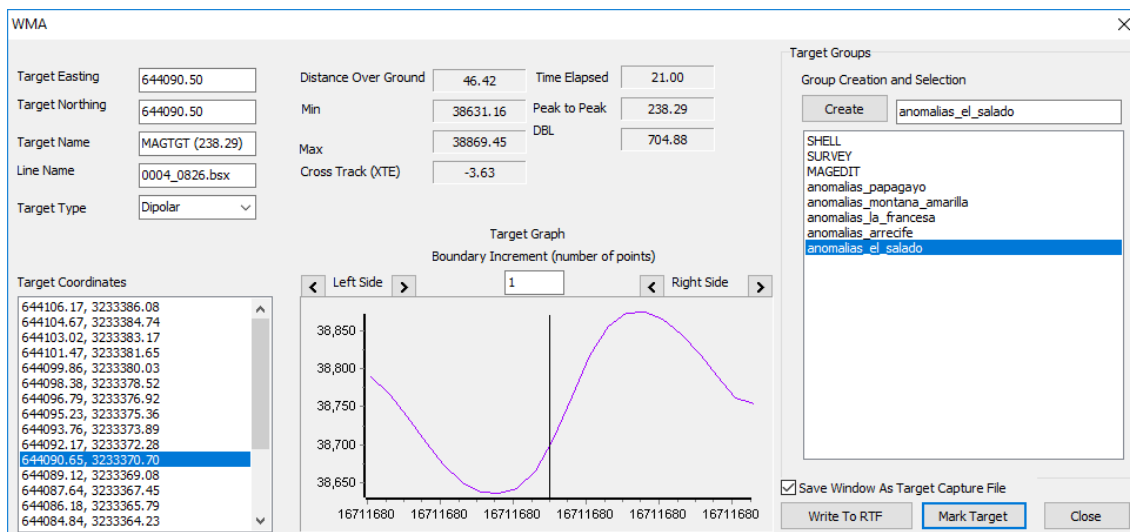 WMA
Target Easting 644090.50
Target Northing 644090.50
Target Name MAGTGT (238.29)
Line Name 0004_0826.bsx
Target Type Dipolar
Distance Over Ground 46.42
Time Elapsed 21.00
Min 38631.16
Peak to Peak 238.29
Max 38869.45
DBL 704.88
Cross Track (XTE) -3.63
Target Groups
Group Creation and Selection
Create anomalias_el_salado
SHELL
SURVEY
MAGEDIT
anomalias_papagayo
anomalias_montana_amarilla
anomalias_la_francesa
anomalias_arrecife
anomalias_el_salado
Target Coordinates
644106.17, 3233386.08
644104.67, 3233384.74
644103.02, 3233383.17
644101.47, 3233381.65
644099.86, 3233380.03
644098.38, 3233378.52
644096.79, 3233376.92
644095.23, 3233375.36
644093.76, 3233373.89
644092.17, 3233372.28
644090.65, 3233370.70
644089.12, 3233369.08
644087.64, 3233367.45
644086.18, 3233365.79
644084.84, 3233364.23
Target Graph
Boundary Increment (number of points)
< Left Side > 1 < Right Side >
38,850
38,800
38,750
38,700
38,650
16711680 16711680 16711680 16711680 16711680 16711680
Save Window As Target Capture File
Write To RTF Mark Target Close